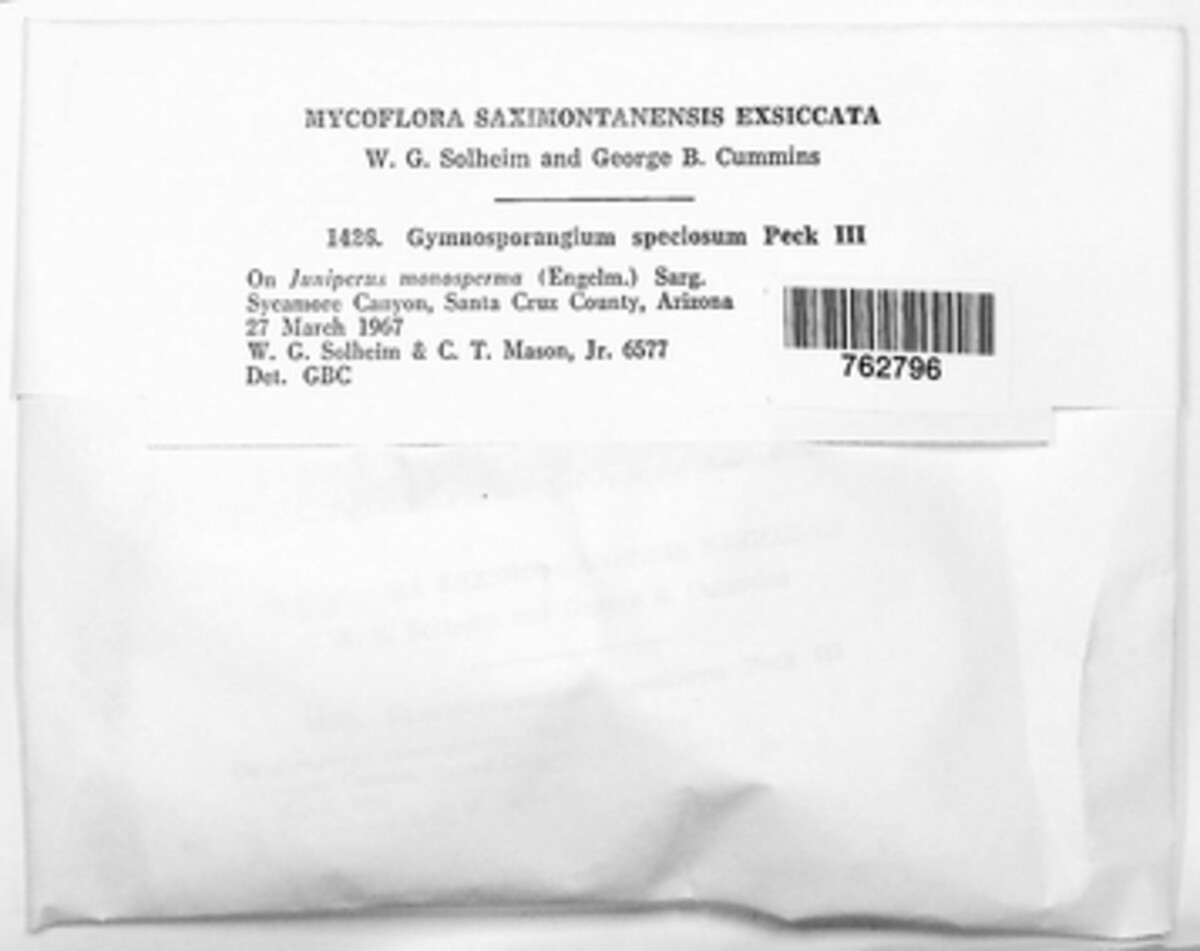 MYCOFLORA SAXIMONTANENSIS EXSICCATA
W. G. Solheim and George B. Cummins
Gymnosporangium speciosum Peck III
On Juniperus monosperma (Engelm.) Sarg.
Sycamore Canyon, Santa Cruz County, Arizona
27 March 1967
W. G. Solheim & C. T. Mason, Jr. 6577
Det. GBC
762796